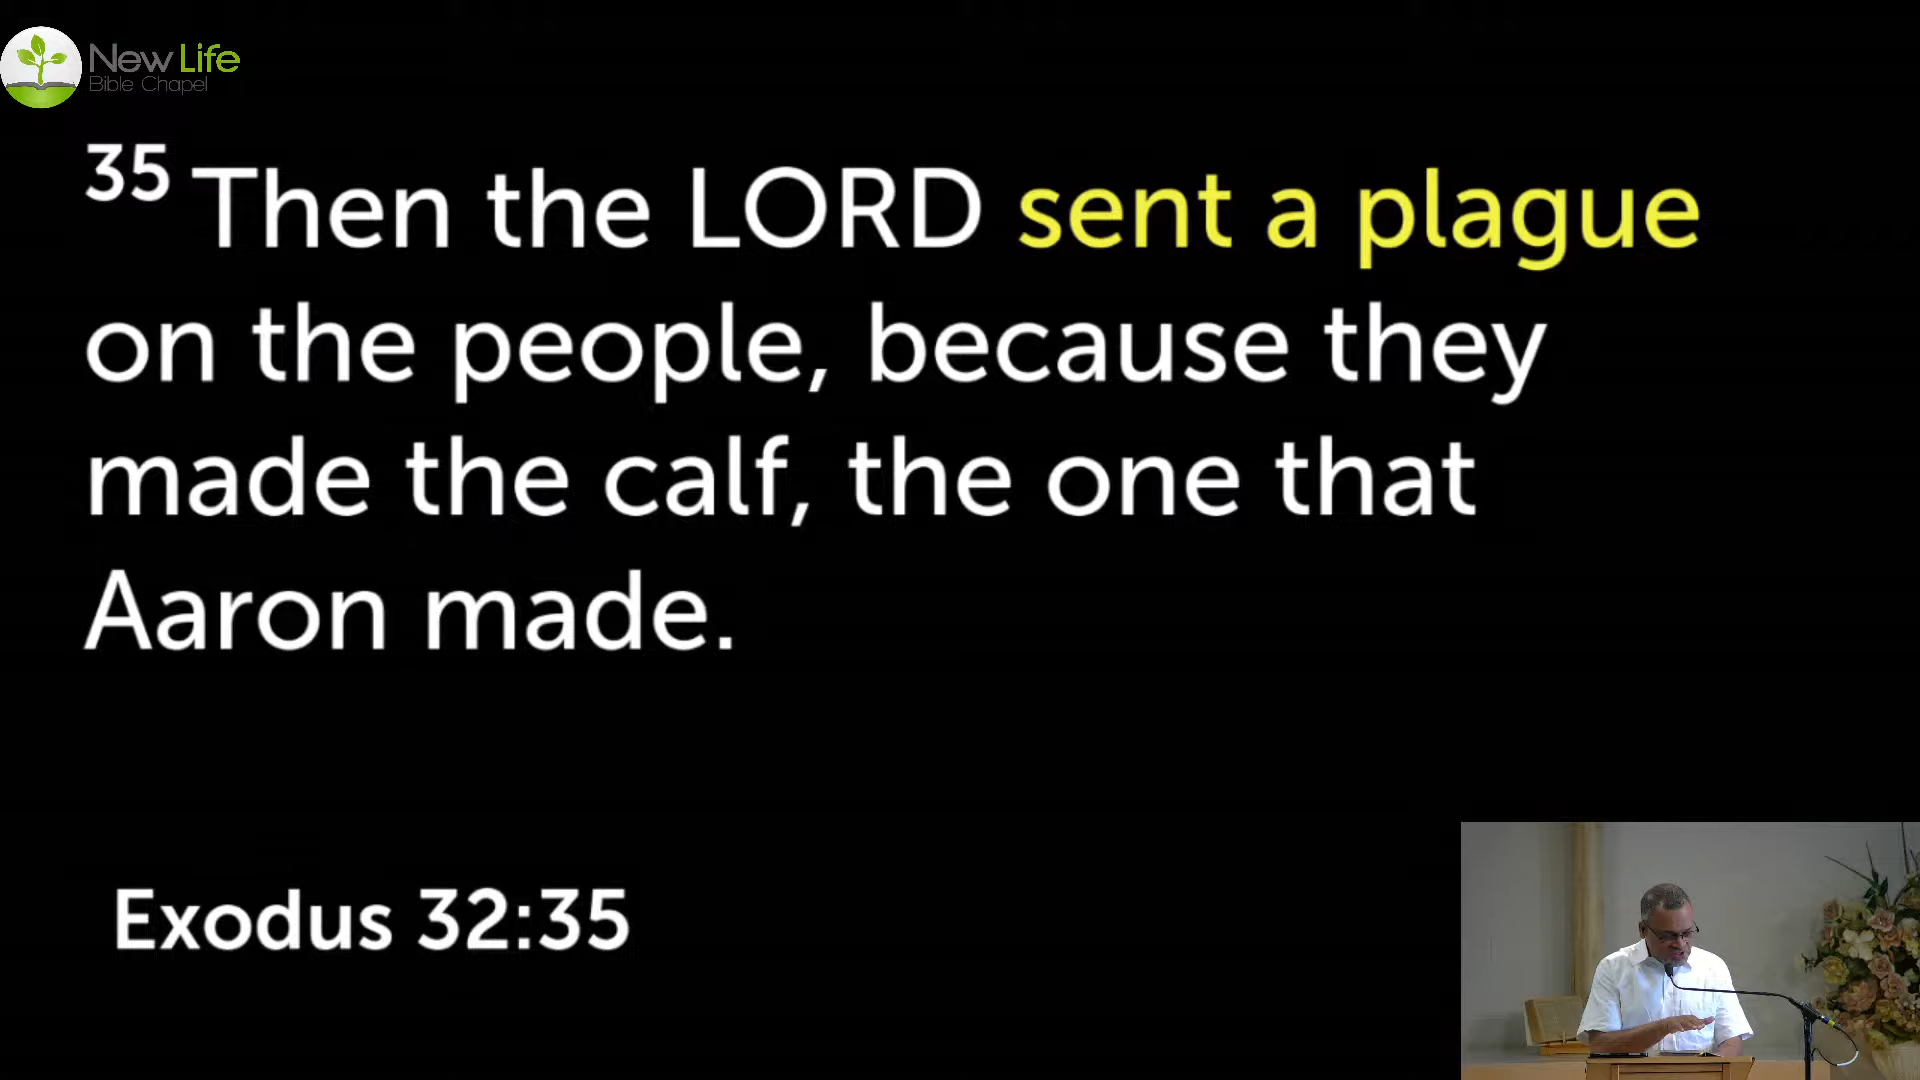 New Life
Bible Chapel
35 Then the LORD sent a plague
on the people, because they
made the calf, the one that
Aaron made.
Exodus 32:35